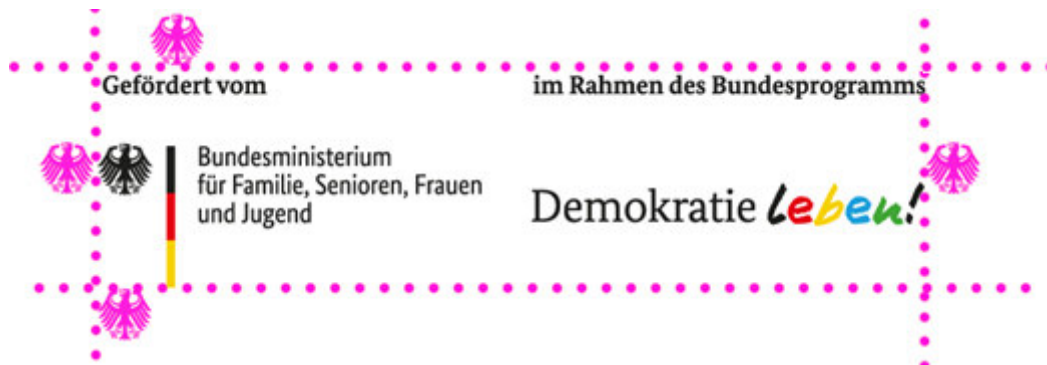 Gefördert vom
im Rahmen des Bundesprogramms
Bundesministerium
für Familie, Senioren, Frauen
und Jugend
Demokratie Leben!